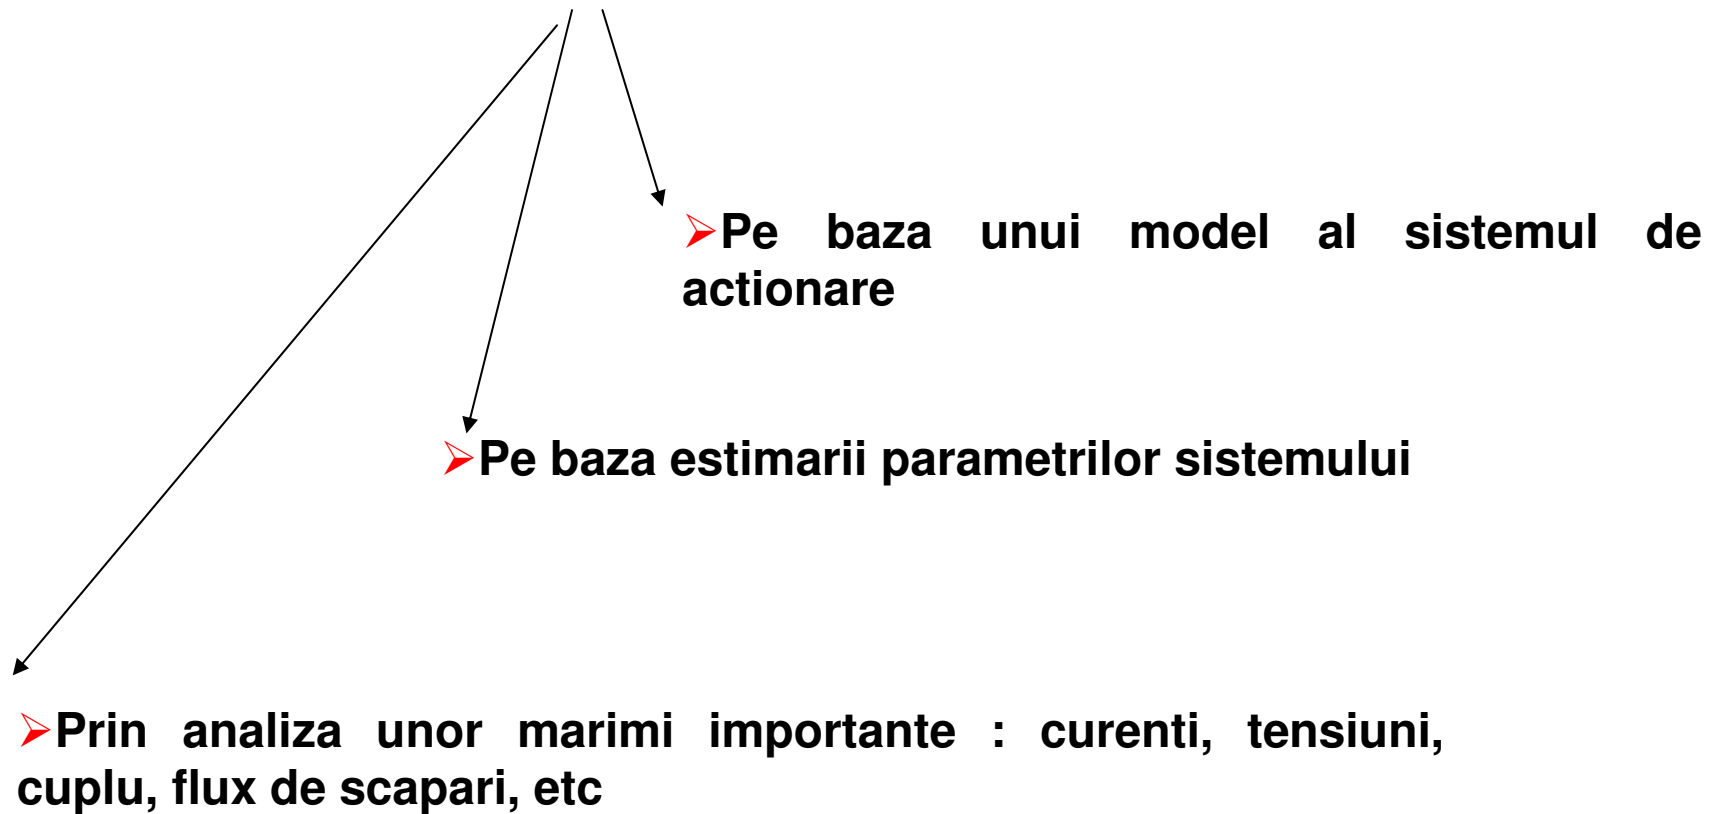 ➢Pe baza unui model al sistemul de
actionare
➢Pe baza estimarii parametrilor sistemului
➢Prin analiza unor marimi importante : curenti, tensiuni,
cuplu, flux de scapari, etc